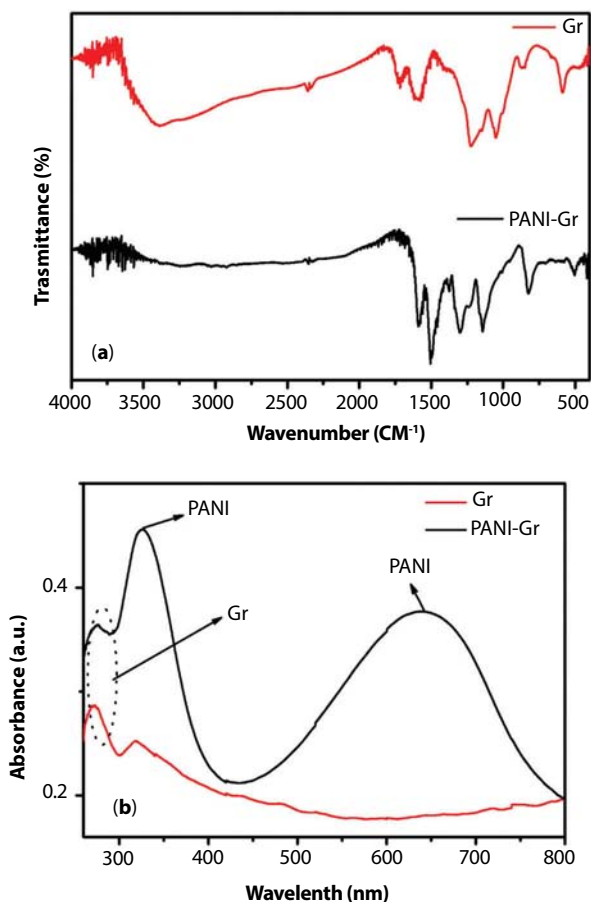 Gr
PANI-Gr
Trasmittance (%)
(a)
4000 3500 3000 2500 2000 1500 1000 500
Wavenumber (CM⁻¹)
PANI
Gr
PANI-Gr
PANI
Gr
0.4
0.2
Absorbance (a.u.)
(b)
300 400 500 600 700 800
Wavelenth (nm)